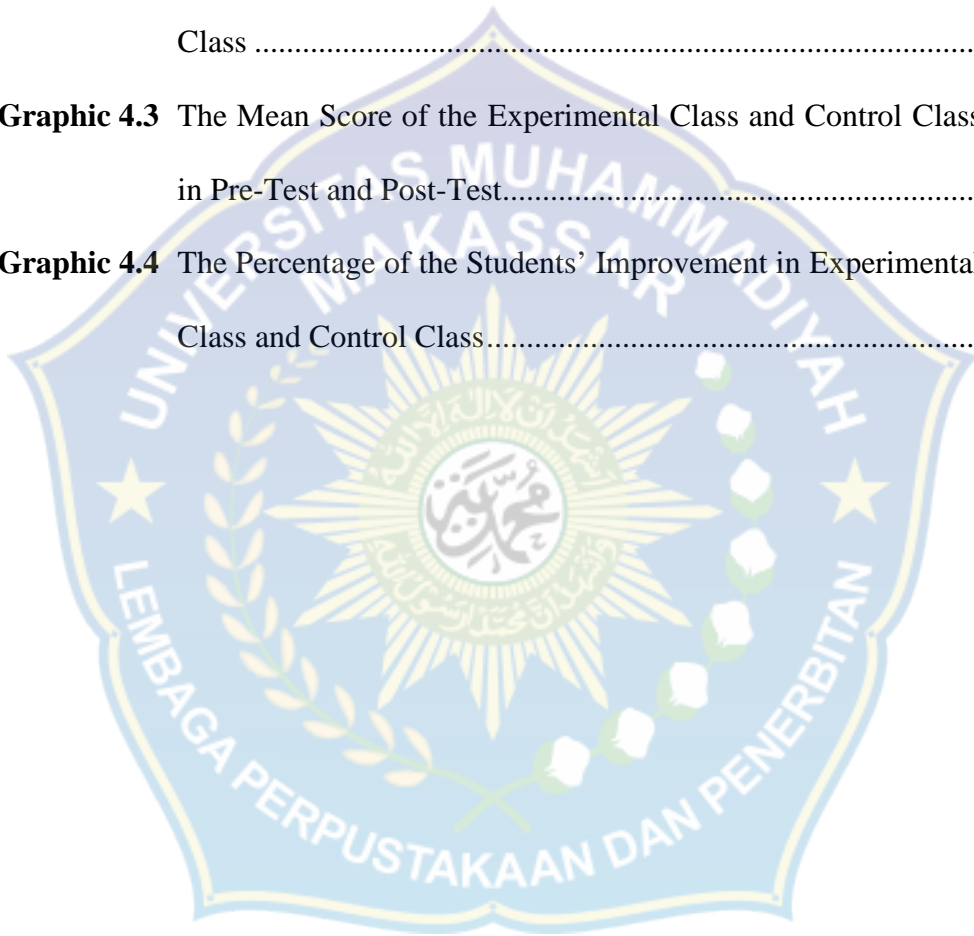 Class ..........................................................................................
Graphic 4.3 The Mean Score of the Experimental Class and Control Class
in Pre-Test and Post-Test..........................................................
Graphic 4.4 The Percentage of the Students’ Improvement in Experimental
Class and Control Class............................................................
UNIVERSITAS MUHAMMADIYAH
MAKASSAR
LEMBAGA PERPUSTAKAAN DAN PENERBITAN